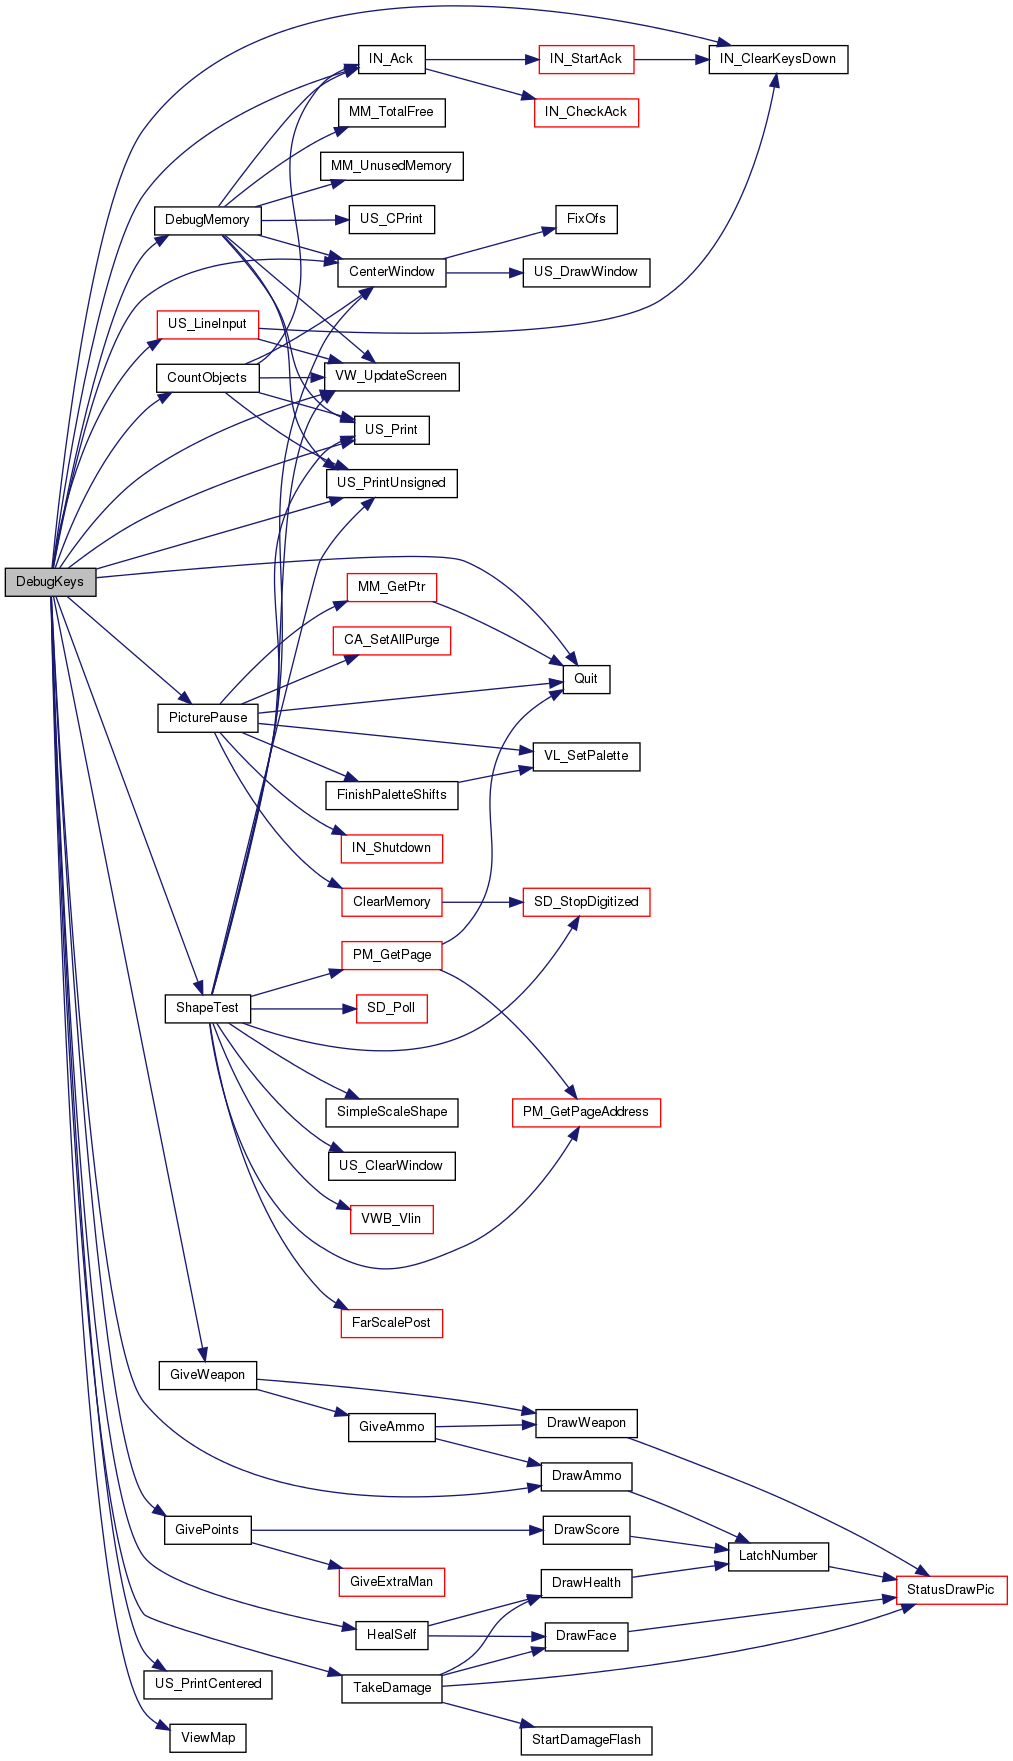 IN_Ack
IN_StartAck
IN_ClearKeysDown
MM_TotalFree
IN_CheckAck
MM_UnusedMemory
DebugMemory
US_CPrint
FixOfs
CenterWindow
US_DrawWindow
US_LineInput
CountObjects
VW_UpdateScreen
US_Print
US_PrintUnsigned
DebugKeys
MM_GetPtr
CA_SetAllPurge
Quit
PicturePause
VL_SetPalette
FinishPaletteShifts
IN_Shutdown
ClearMemory
SD_StopDigitized
PM_GetPage
ShapeTest
SD_Poll
SimpleScaleShape
PM_GetPageAddress
US_ClearWindow
VWB_Vlin
FarScalePost
GiveWeapon
GiveAmmo
DrawWeapon
DrawAmmo
GivePoints
DrawScore
LatchNumber
GiveExtraMan
DrawHealth
StatusDrawPic
HealSelf
DrawFace
US_PrintCentered
TakeDamage
ViewMap
StartDamageFlash